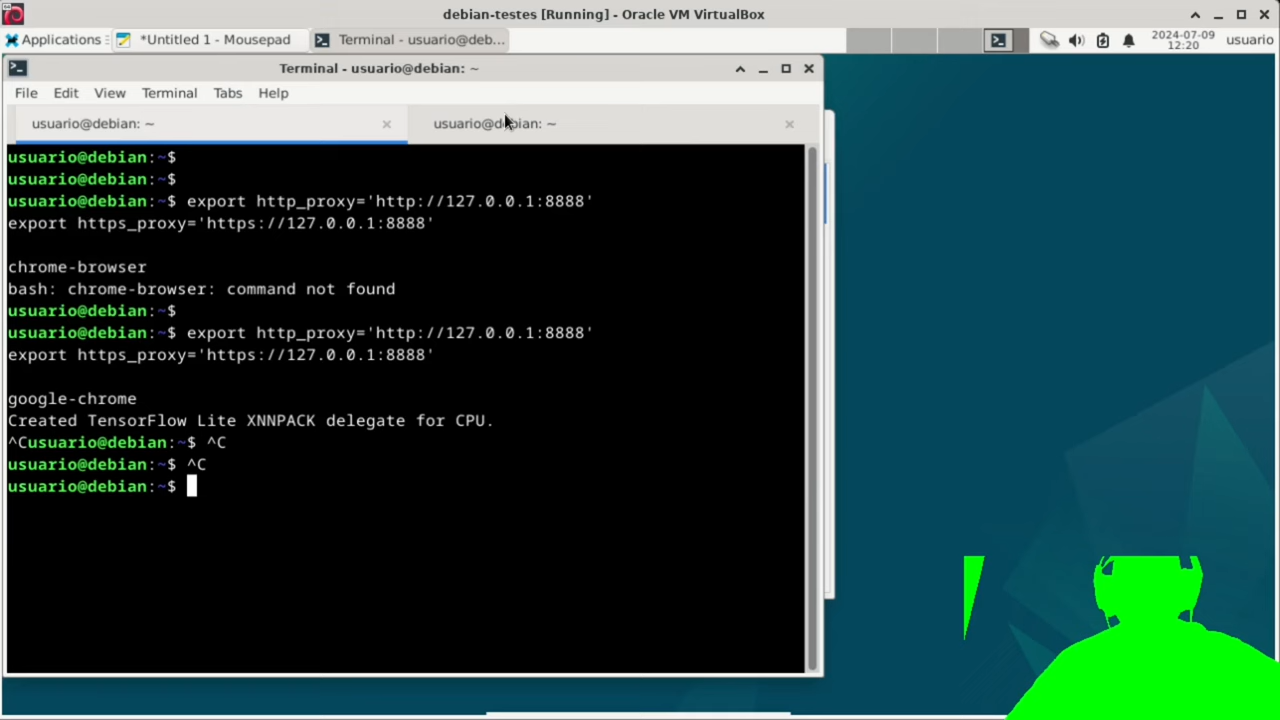 debian-testes [Running] - Oracle VM VirtualBox
Applications
*Untitled 1 - Mousepad
Terminal - usuario@deb...
2024-07-09
12:20
usuario
Terminal - usuario@debian: ~
File Edit View Terminal Tabs Help
usuario@debian: ~
usuario@debian: ~
usuario@debian:~$
usuario@debian:~$
usuario@debian:~$ export http_proxy='http://127.0.0.1:8888'
export https_proxy='https://127.0.0.1:8888'
chrome-browser
bash: chrome-browser: command not found
usuario@debian:~$
usuario@debian:~$ export http_proxy='http://127.0.0.1:8888'
export https_proxy='https://127.0.0.1:8888'
google-chrome
Created TensorFlow Lite XNNPACK delegate for CPU.
^Cusuario@debian:~$ ^C
usuario@debian:~$ ^C
usuario@debian:~$